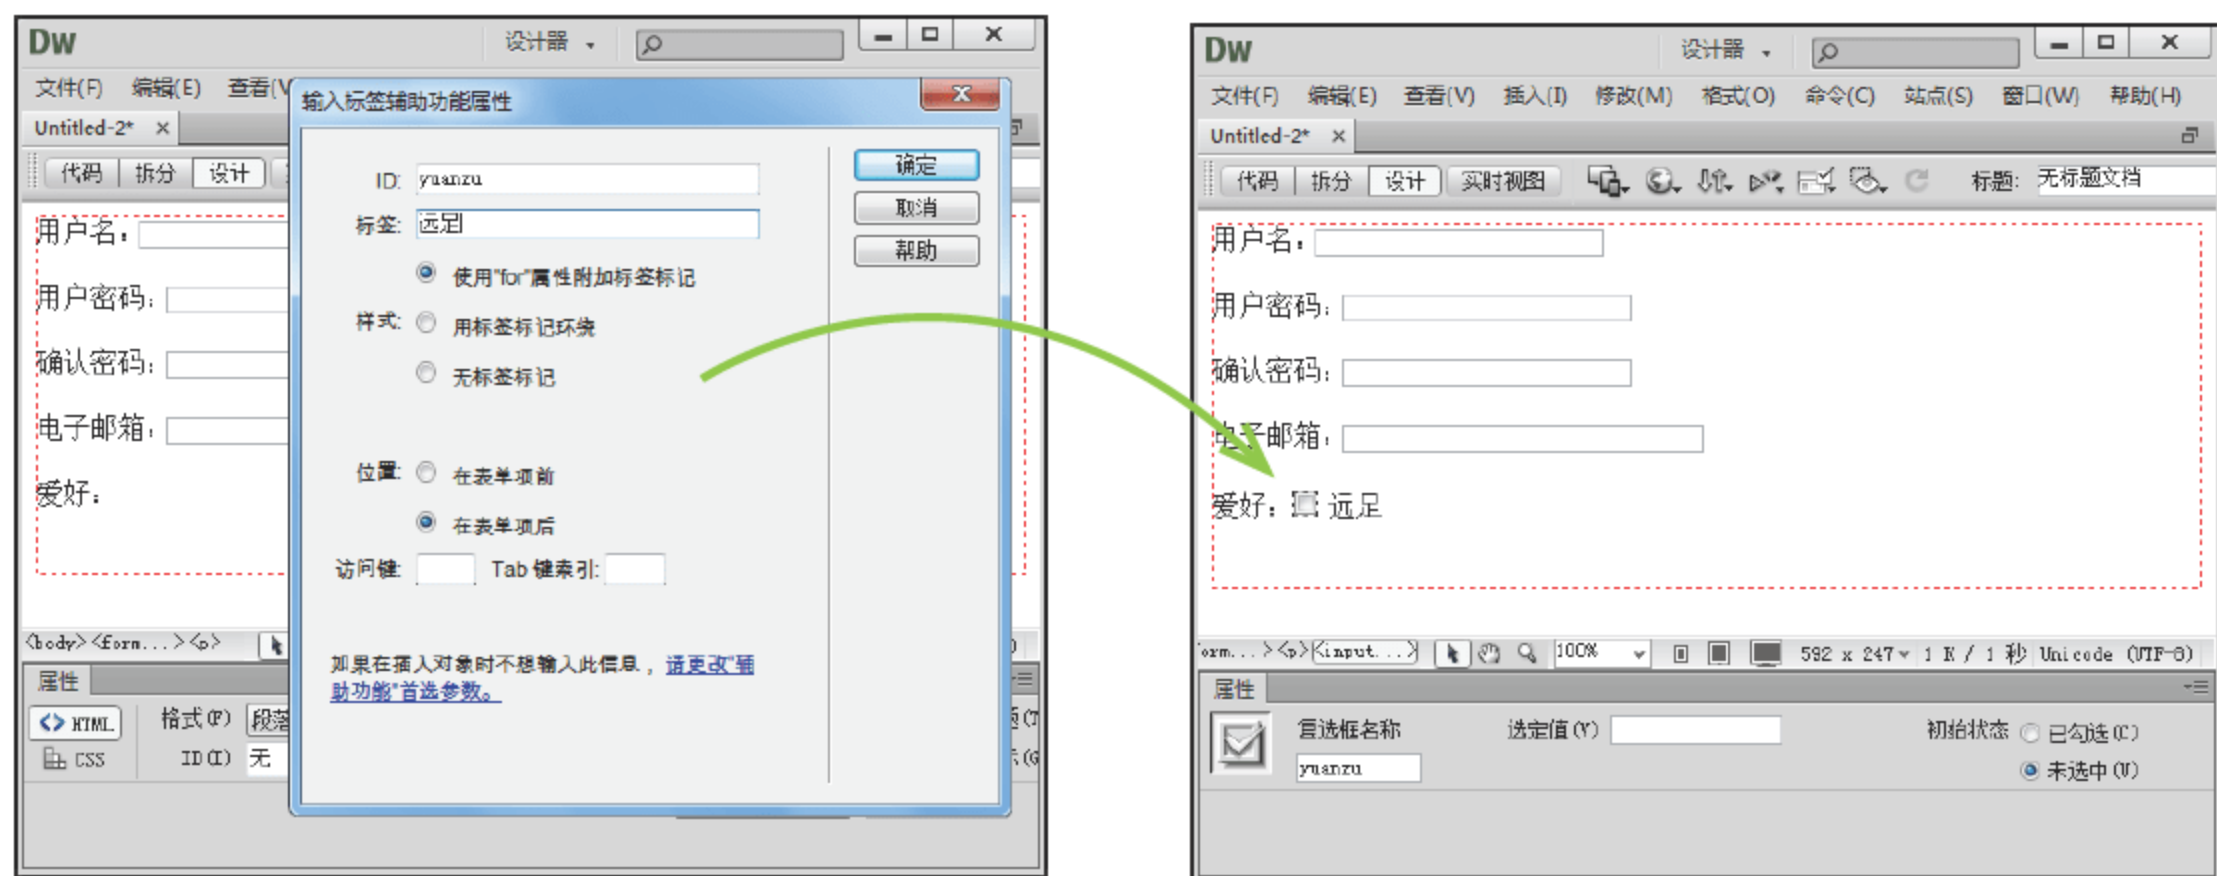 Dw
设计器
文件(F) 编辑(E) 查看(V
Untitled-2* ×
代码 拆分 设计
用户名：
用户密码：
确认密码：
电子邮箱：
爱好：
<body><form...><p>
属性
<> HTML 格式(F) 段落
CSS ID(I) 无
输入标签辅助功能属性
ID: yuanzu
标签: 远足
使用"for"属性附加标签标记
样式: 用标签标记环绕
无标签标记
位置: 在表单项前
在表单项后
访问键: Tab 键索引:
如果在插入对象时不想输入此信息，请更改"辅
助功能"首选参数。
确定
取消
帮助
Dw
设计器
文件(F) 编辑(E) 查看(V) 插入(I) 修改(M) 格式(O) 命令(C) 站点(S) 窗口(W) 帮助(H)
Untitled-2* ×
代码 拆分 设计 实时视图 标题: 无标题文档
用户名：
用户密码：
确认密码：
电子邮箱：
爱好： 远足
orm...><p><input...> 100% 592 x 247 1 K / 1 秒 Unicode (UTF-8)
属性
复选框名称 选定值(V) 初始状态 已勾选(C)
yuanzu 未选中(U)